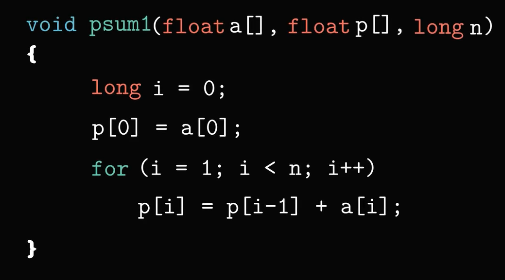 void psum1(float a[], float p[], long n)
{
long i = 0;
p[0] = a[0];
for (i = 1; i < n; i++)
p[i] = p[i-1] + a[i];
}